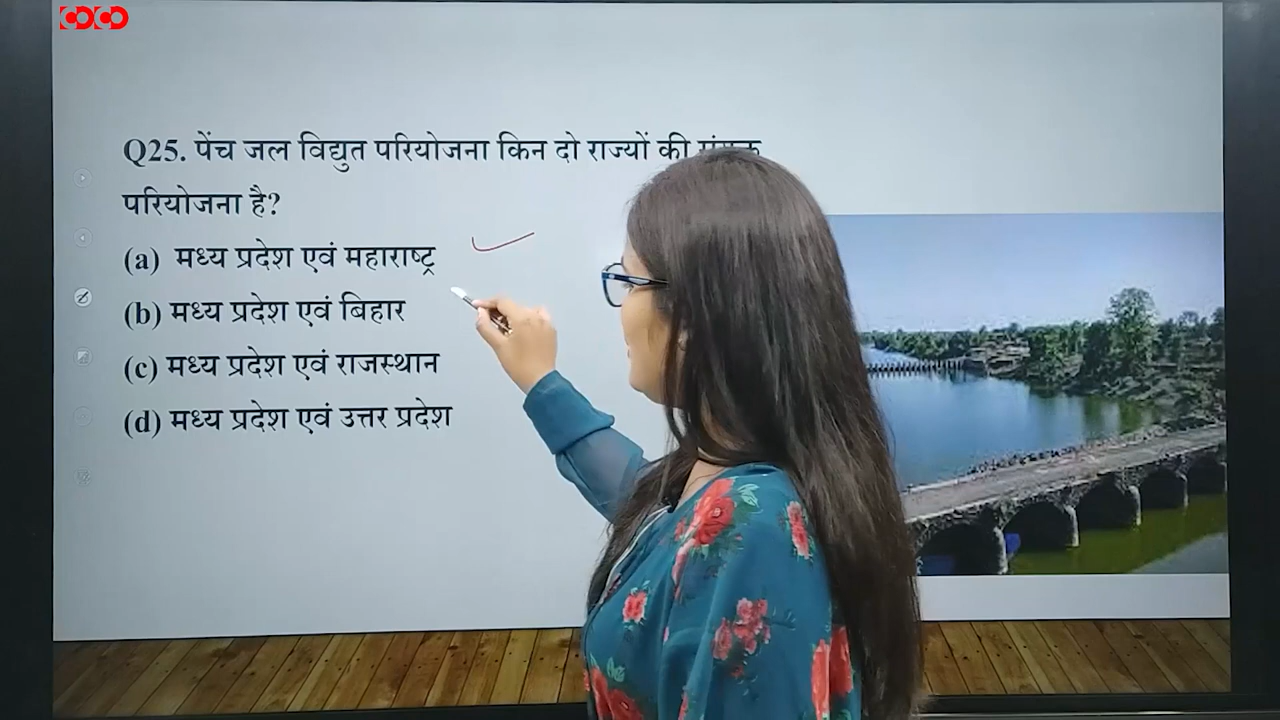 COCO
Q25. पेंच जल विद्युत परियोजना किन दो राज्यों की
परियोजना है?
(a) मध्य प्रदेश एवं महाराष्ट्र
(b) मध्य प्रदेश एवं बिहार
(c) मध्य प्रदेश एवं राजस्थान
(d) मध्य प्रदेश एवं उत्तर प्रदेश